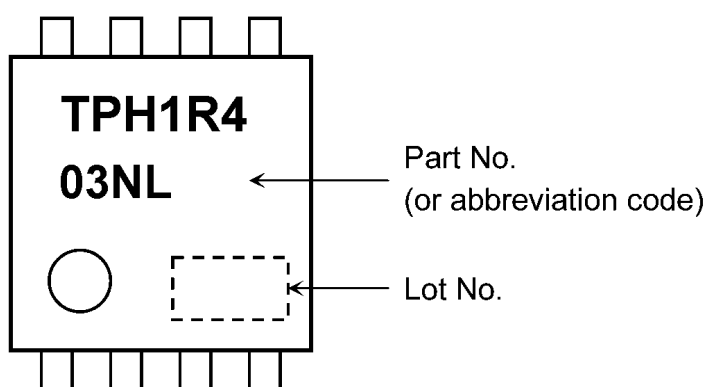 TPH1R4
03NL
Part No.
(or abbreviation code)
Lot No.